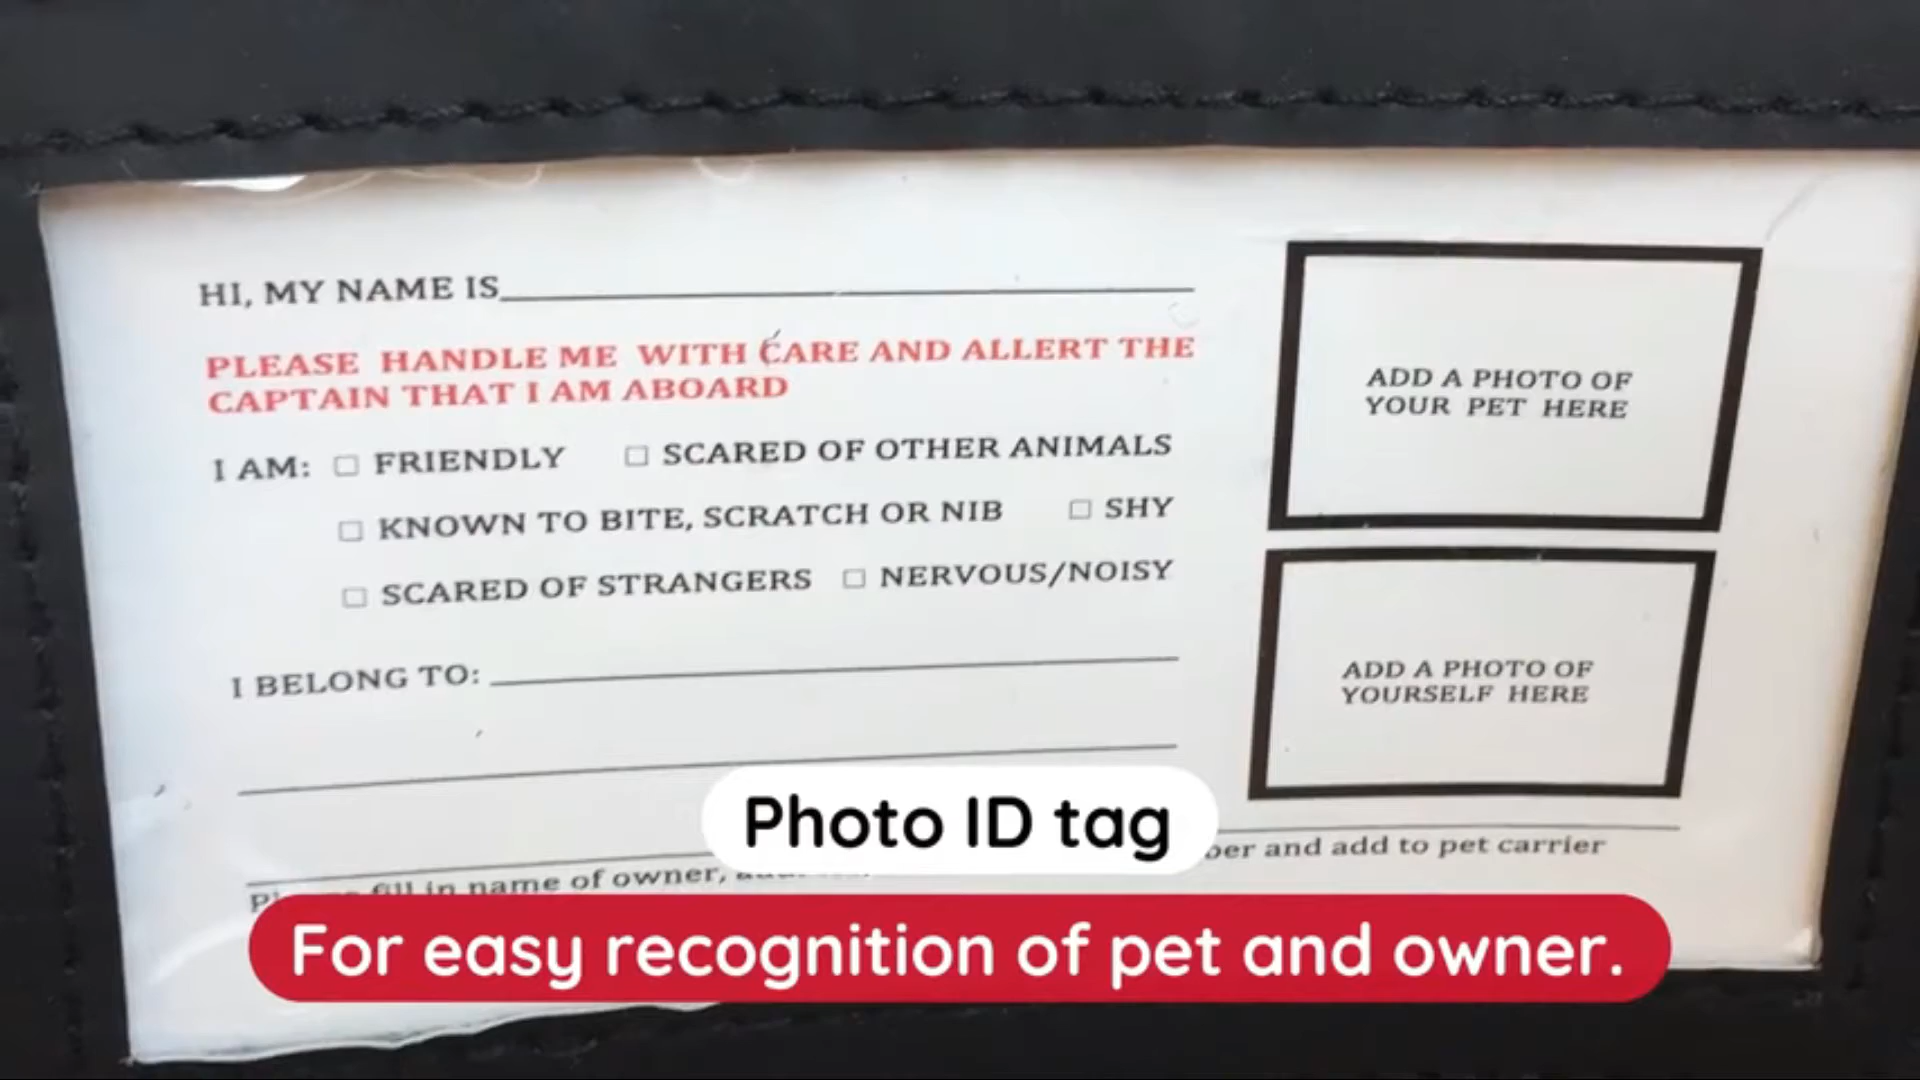 HI, MY NAME IS
PLEASE HANDLE ME WITH CARE AND ALLERT THE
CAPTAIN THAT I AM ABOARD
I AM: FRIENDLY SCARED OF OTHER ANIMALS
KNOWN TO BITE, SCRATCH OR NIB SHY
SCARED OF STRANGERS NERVOUS/NOISY
I BELONG TO:
ADD A PHOTO OF
YOUR PET HERE
ADD A PHOTO OF
YOURSELF HERE
fill in name of owner, and add to pet carrier
Photo ID tag
For easy recognition of pet and owner.